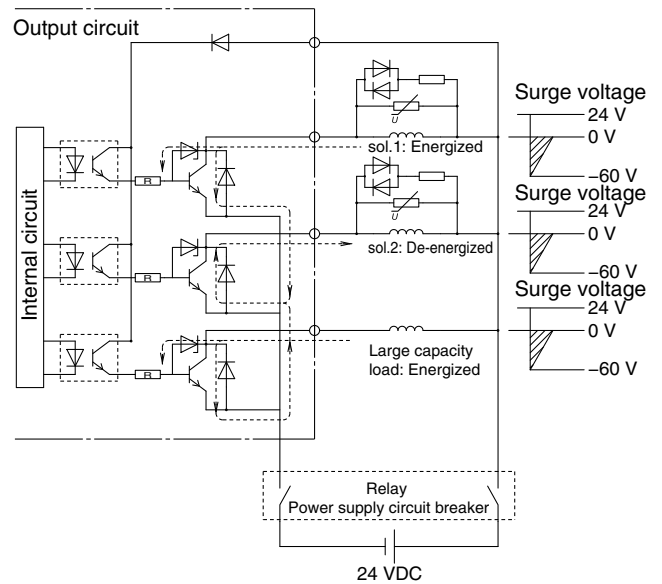 Output circuit
Internal circuit
R
R
R
U
sol.1: Energized
U
sol.2: De-energized
Large capacity
load: Energized
Surge voltage
24 V
0 V
−60 V
Surge voltage
24 V
0 V
−60 V
Surge voltage
24 V
0 V
−60 V
Relay
Power supply circuit breaker
24 VDC